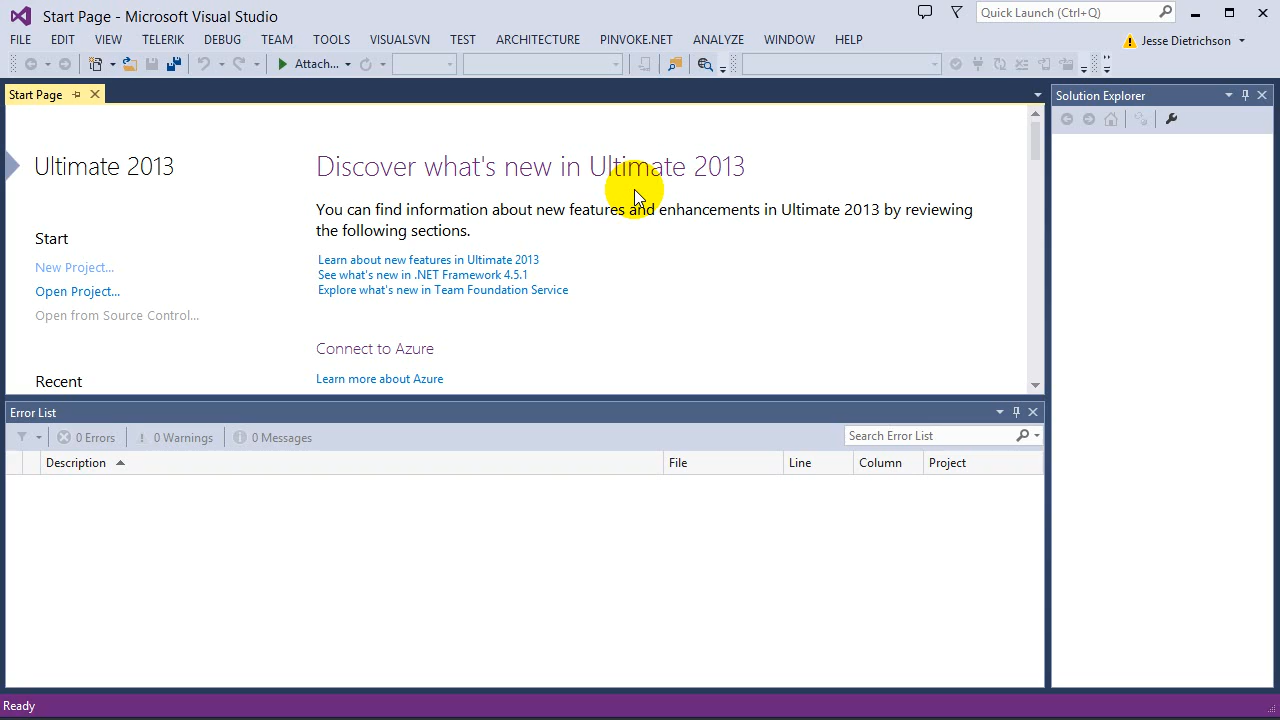 Start Page - Microsoft Visual Studio
Quick Launch (Ctrl+Q)
FILE EDIT VIEW TELERIK DEBUG TEAM TOOLS VISUALSVN TEST ARCHITECTURE PINVOKE.NET ANALYZE WINDOW HELP
Jesse Dietrichson
Attach...
Start Page
Ultimate 2013
Start
New Project...
Open Project...
Open from Source Control...
Recent
Discover what's new in Ultimate 2013
You can find information about new features and enhancements in Ultimate 2013 by reviewing
the following sections.
Learn about new features in Ultimate 2013
See what's new in .NET Framework 4.5.1
Explore what's new in Team Foundation Service
Connect to Azure
Learn more about Azure
Solution Explorer
Error List
0 Errors 0 Warnings 0 Messages
Search Error List
Description File Line Column Project
Ready